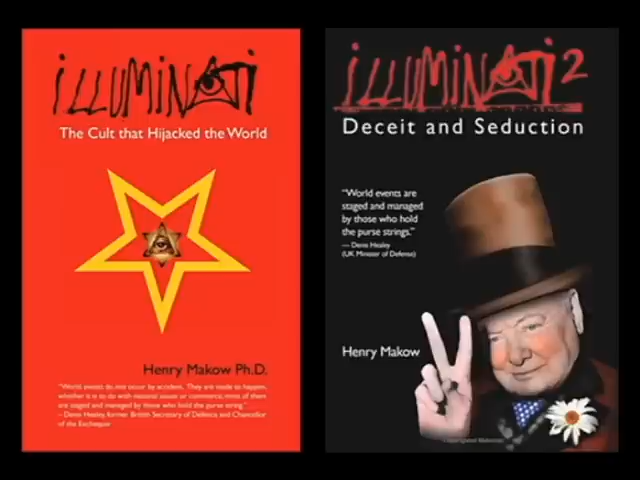 iLLUMiNATi
The Cult that Hijacked the World
Henry Makow Ph.D.
"World events do not occur by accident. They are made to happen,
whether it is to do with national issues or commerce; most of them
are staged and managed by those who hold the purse string."
– Denis Healey, former British Secretary of Defence and Chancellor
of the Exchequer
iLLUMiNATi 2
Deceit and Seduction
"World events are
staged and managed
by those who hold
the purse strings."
— Denis Healey
(UK Minister of Defense)
Henry Makow
Copyrighted Material